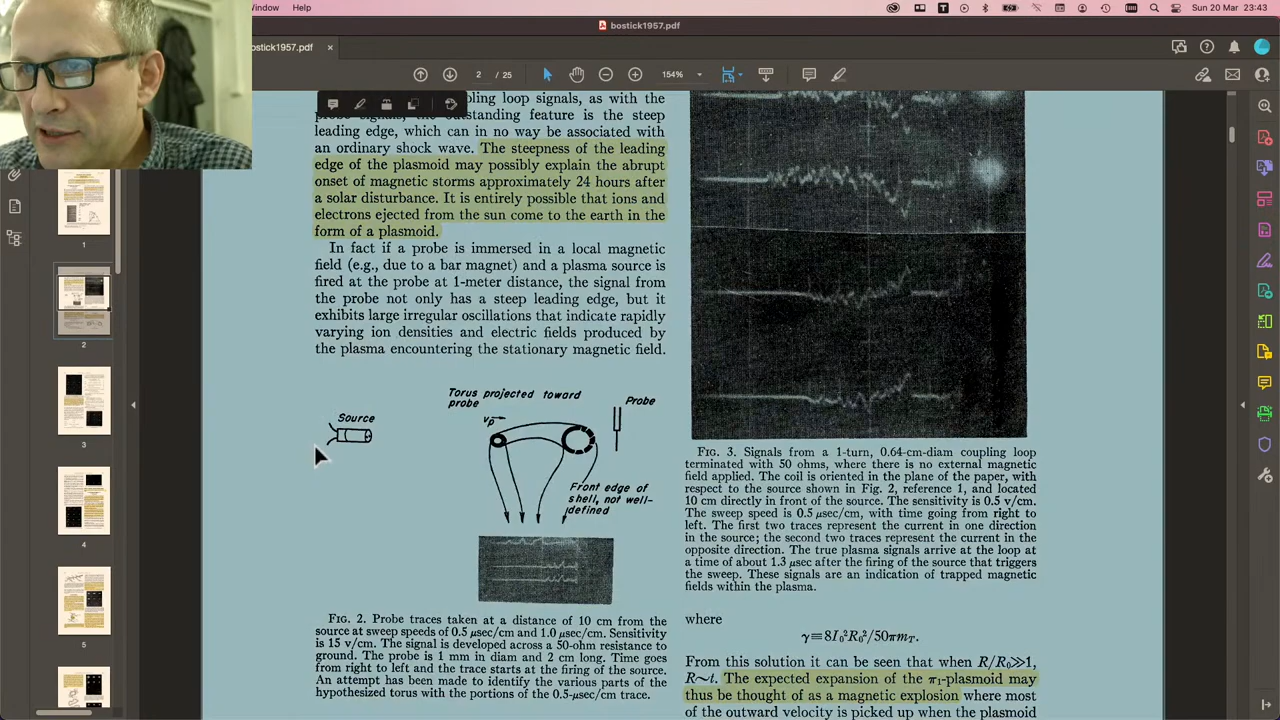 Window Help
Sun 20 Mar 23:43
bostick1957.pdf
bostick1957.pdf ×
2 / 25
154%
bling loop signals, as with the
probe signals, the outstanding feature is the steep
leading edge, which can in no way be associated with
an ordinary shock wave. The steepness of the leading
edge of the plasmoid may possibly explain the abrupt
onset of magnetic storms approximately 24 hours after
a solar disturbance. It is entirely possible that ions and
electrons ejected from the sun come to the earth in the
form of a plasmoid.
In fact if a probe is immersed in a local magnetic
field (e.g., due to a bar magnet) and a plasma source is
fired at the probe at 1-meter distance, the signal from
the probe not only has a steep leading edge, but it
exhibits large irregular oscillations that indicate rapidly
varying ion densities and electric fields produced by
the plasma encountering the stationary magnetic field.
Torus projected toward
probe
Probe
Source
vp
Front edge of
shell, not well-
defined
FIG. 2. Probe traces taken at a distance of 10 cm from the
source at sweep speeds of 0.5 μsec/cm and 1.0 μsec/cm. Sensitivity
is 15 v/cm. The signal is developed across a 50-ohm resistance to
ground. The probe is 1 mm in diam and 2 cm long. Time goes
from right to left and the trace starts at the firing of the source.
An attempt has been made to identify the various parts of the
hypothesized torus with the portions of the 0.5-μsec/cm trace.
FIG. 3. Signals from a 1-turn, 0.64-cm-diam coupling loop
terminated with ohms, when there is no external magnetic
field applied. The loop is oriented in the plane of the paper, with
respect to the source shown in Fig. 2, reference 1, and located
10 cm directly in front of the source. The sensitivity is 0.5 v/cm.
The sweep speed is 0.5 μsec/cm, with time going from right to
left. The first two traces represent the current in one direction
in the source; the second two traces represent the current in the
opposite direction. The true plasma signals arrive at the loop at
a time of about 1.3 μsec after the firing of the source that triggers
the sweep. The signals are an indication of trapped magnetic
fields within the plasma.
where
γ≡8I₀²R₀²/50πm_T.
From this solution it can be seen that when R/R₀≫1,
R∼t. The expansion of the π₁-plasmoid may
thus be thought of as a magnetic explosion where most
of the outward velocity is picked up when the plasmoid
1
2
3
4
5